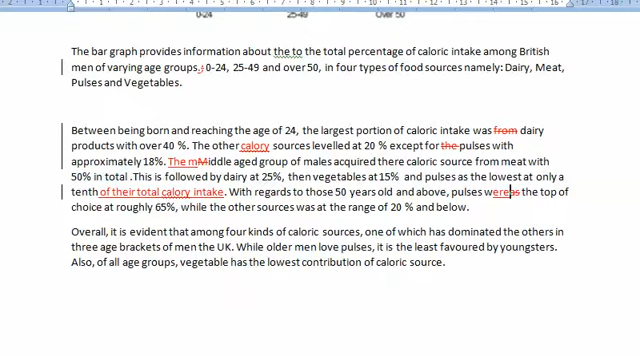 0-24 25-49 Over 50
The bar graph provides information about the to the total percentage of caloric intake among British
men of varying age groups.: 0-24, 25-49 and over 50, in four types of food sources namely: Dairy, Meat,
Pulses and Vegetables.
Between being born and reaching the age of 24, the largest portion of caloric intake was from dairy
products with over 40 %. The other calory sources levelled at 20 % except for the pulses with
approximately 18%. The mMiddle aged group of males acquired there caloric source from meat with
50% in total .This is followed by dairy at 25%, then vegetables at 15% and pulses as the lowest at only a
tenth of their total calory intake. With regards to those 50 years old and above, pulses wereas the top of
choice at roughly 65%, while the other sources was at the range of 20 % and below.
Overall, it is evident that among four kinds of caloric sources, one of which has dominated the others in
three age brackets of men the UK. While older men love pulses, it is the least favoured by youngsters.
Also, of all age groups, vegetable has the lowest contribution of caloric source.